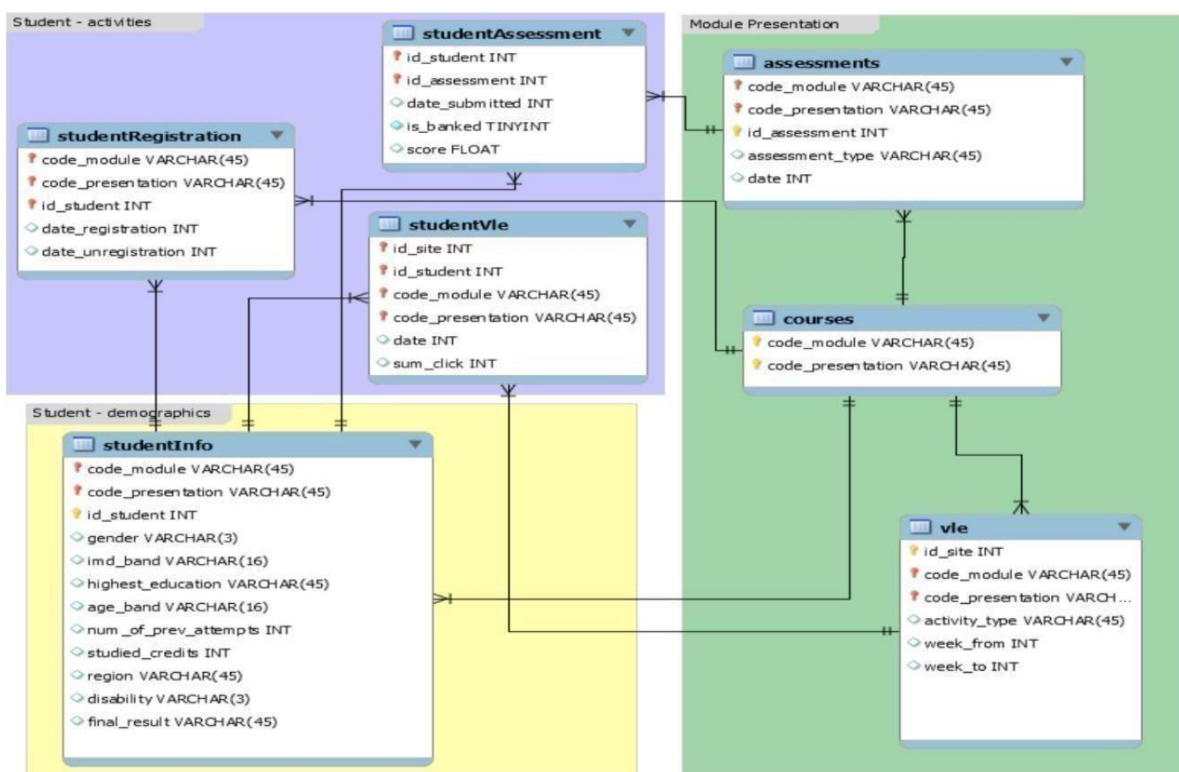 Student - activities
studentAssessment
id_student INT
id_assessment INT
date_submitted INT
is_banked TINYINT
score FLOAT
studentRegistration
code_module VARCHAR(45)
code_presentation VARCHAR(45)
id_student INT
date_registration INT
date_unregistration INT
studentVle
id_site INT
id_student INT
code_module VARCHAR(45)
code_presentation VARCHAR(45)
date INT
sum_click INT
Student - demographics
studentInfo
code_module VARCHAR(45)
code_presentation VARCHAR(45)
id_student INT
gender VARCHAR(3)
imd_band VARCHAR(16)
highest_education VARCHAR(45)
age_band VARCHAR(16)
num_of_prev_attempts INT
studied_credits INT
region VARCHAR(45)
disability VARCHAR(3)
final_result VARCHAR(45)
Module Presentation
assessments
code_module VARCHAR(45)
code_presentation VARCHAR(45)
id_assessment INT
assessment_type VARCHAR(45)
date INT
courses
code_module VARCHAR(45)
code_presentation VARCHAR(45)
vle
id_site INT
code_module VARCHAR(45)
code_presentation VARCH...
activity_type VARCHAR(45)
week_from INT
week_to INT